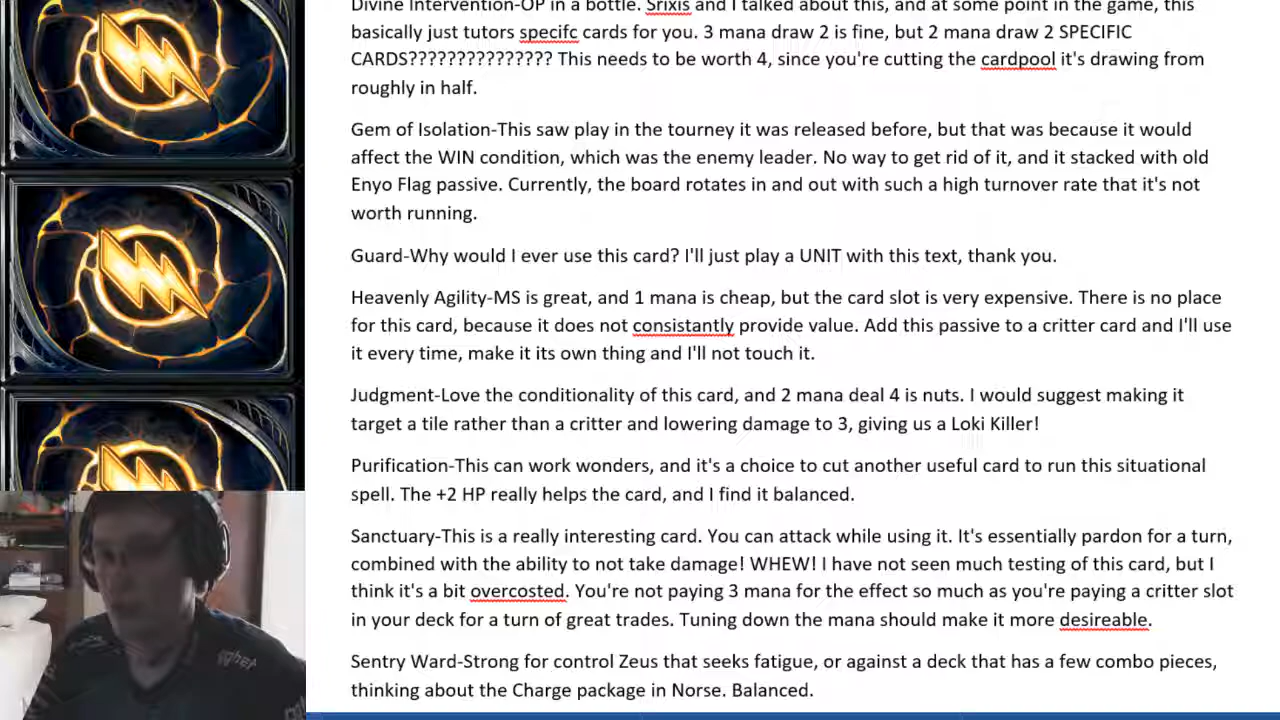 Divine Intervention-OP in a bottle. Srixis and I talked about this, and at some point in the game, this
basically just tutors specifc cards for you. 3 mana draw 2 is fine, but 2 mana draw 2 SPECIFIC
CARDS??????????????? This needs to be worth 4, since you're cutting the cardpool it's drawing from
roughly in half.
Gem of Isolation-This saw play in the tourney it was released before, but that was because it would
affect the WIN condition, which was the enemy leader. No way to get rid of it, and it stacked with old
Enyo Flag passive. Currently, the board rotates in and out with such a high turnover rate that it's not
worth running.
Guard-Why would I ever use this card? I'll just play a UNIT with this text, thank you.
Heavenly Agility-MS is great, and 1 mana is cheap, but the card slot is very expensive. There is no place
for this card, because it does not consistantly provide value. Add this passive to a critter card and I'll use
it every time, make it its own thing and I'll not touch it.
Judgment-Love the conditionality of this card, and 2 mana deal 4 is nuts. I would suggest making it
target a tile rather than a critter and lowering damage to 3, giving us a Loki Killer!
Purification-This can work wonders, and it's a choice to cut another useful card to run this situational
spell. The +2 HP really helps the card, and I find it balanced.
Sanctuary-This is a really interesting card. You can attack while using it. It's essentially pardon for a turn,
combined with the ability to not take damage! WHEW! I have not seen much testing of this card, but I
think it's a bit overcosted. You're not paying 3 mana for the effect so much as you're paying a critter slot
in your deck for a turn of great trades. Tuning down the mana should make it more desireable.
Sentry Ward-Strong for control Zeus that seeks fatigue, or against a deck that has a few combo pieces,
thinking about the Charge package in Norse. Balanced.